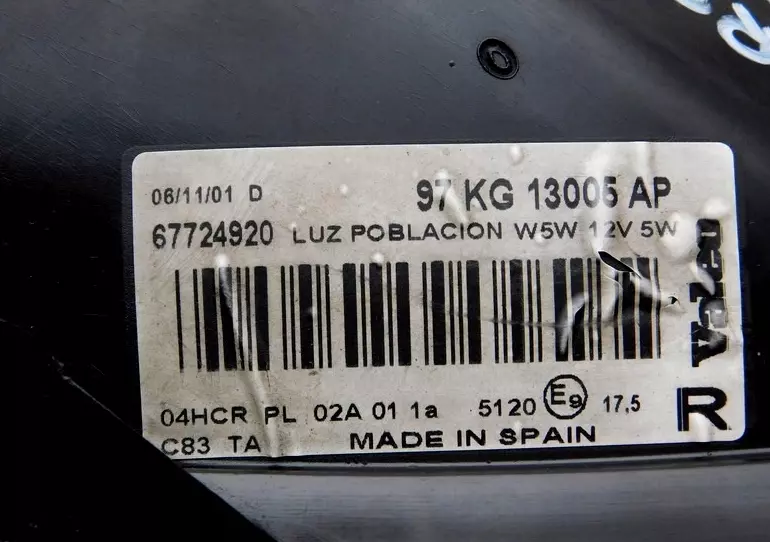 06/11/01 D 97 KG 13005 AP
67724920 LUZ POBLACION W5W 12V 5W
Valeo
04HCR PL 02A 01 1a 5120 E9 17,5 R
C83 TA MADE IN SPAIN